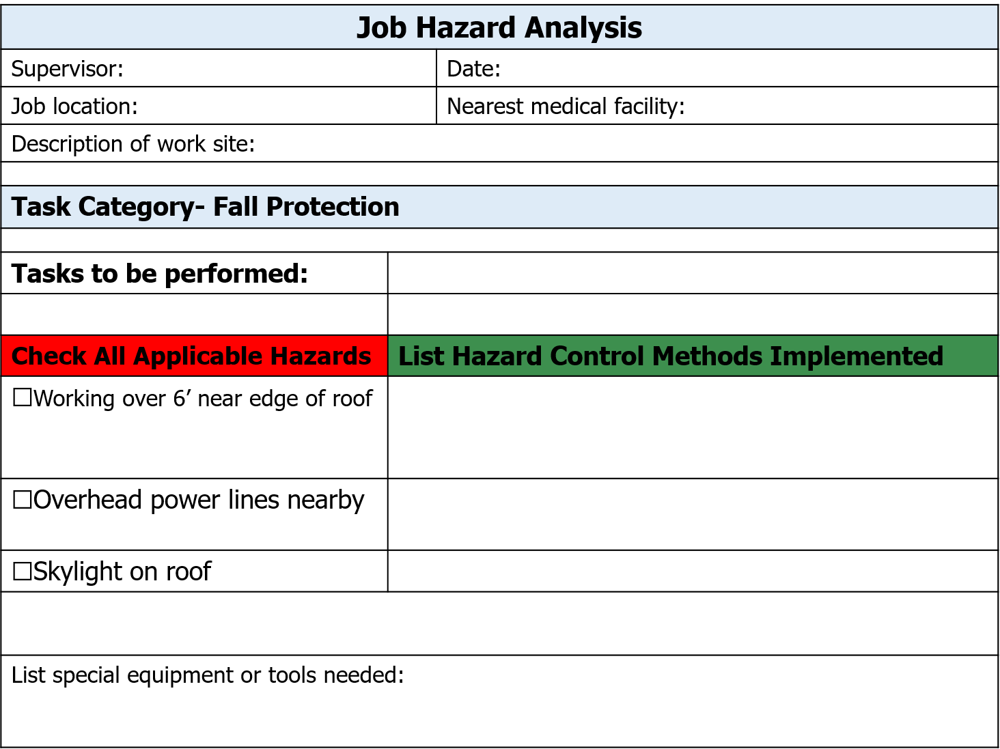 Job Hazard Analysis
Supervisor:
Date:
Job location:
Nearest medical facility:
Description of work site:
Task Category- Fall Protection
Tasks to be performed:
Check All Applicable Hazards
List Hazard Control Methods Implemented
☐Working over 6’ near edge of roof
☐Overhead power lines nearby
☐Skylight on roof
List special equipment or tools needed: